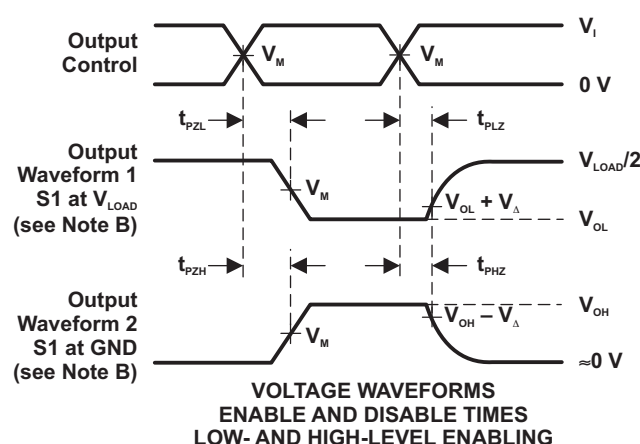 Output
Control
V_M
V_M
V_I
0 V
t_PZL
t_PLZ
Output
Waveform 1
S1 at V_LOAD
(see Note B)
V_M
V_OL + V_Δ
V_LOAD/2
V_OL
t_PZH
t_PHZ
Output
Waveform 2
S1 at GND
(see Note B)
V_M
V_OH – V_Δ
V_OH
≈0 V
VOLTAGE WAVEFORMS
ENABLE AND DISABLE TIMES
LOW- AND HIGH-LEVEL ENABLING